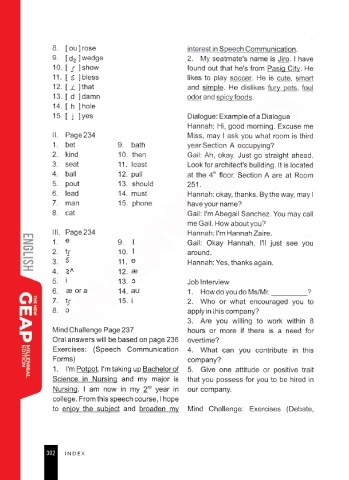 8. [ ou ] rose
9. [ dʒ ] wedge
10. [ ʃ ] show
11. [ ɛ ] bless
12. [ ɪ ] that
13. [ d ] damn
14. [ h ] hole
15. [ j ] yes
II. Page 234
1. bet 9. bath
2. kind 10. then
3. seat 11. least
4. ball 12. pull
5. pout 13. should
6. lead 14. must
7. man 15. phone
8. cat
III. Page 234
1. e 9. I
2. tʃ 10. I
3. 11. e
4. 12. æ
5. i 13. ɔ
6. æ or a 14. au
7. tʃ 15. i
8. ɔ
Mind Challenge Page 237
Oral answers will be based on page 236
Exercises: (Speech Communication
Forms)
1. I'm Potpot. I'm taking up Bachelor of
Science in Nursing and my major is
Nursing. I am now in my 2nd year in
college. From this speech course, I hope
to enjoy the subject and broaden my
interest in Speech Communication.
2. My seatmate's name is Jiro. I have
found out that he's from Pasig City. He
likes to play soccer. He is cute, smart
and simple. He dislikes fury pets, foul
odor and spicy foods.
Dialogue: Example of a Dialogue
Hannah: Hi, good morning. Excuse me
Miss, may I ask you what room is third
year Section A occupying?
Gail: Ah, okay. Just go straight ahead.
Look for architect's building. It is located
at the 4th floor. Section A are at Room
251.
Hannah: okay, thanks. By the way, may I
have your name?
Gail: I'm Abegail Sanchez. You may call
me Gail. How about you?
Hannah: I'm Hannah Zaire.
Gail: Okay Hannah, I'll just see you
around.
Hannah: Yes, thanks again.
Job Interview
1. How do you do Ms/Mr. ________ ?
2. Who or what encouraged you to
apply in this company?
3. Are you willing to work within 8
hours or more if there is a need for
overtime?
4. What can you contribute in this
company?
5. Give one attitude or positive trait
that you possess for you to be hired in
our company.
Mind Challenge: Exercises (Debate,
ENGLISH
THE NEW
GEAP
MILLENNIAL
EDITION
302 INDEX